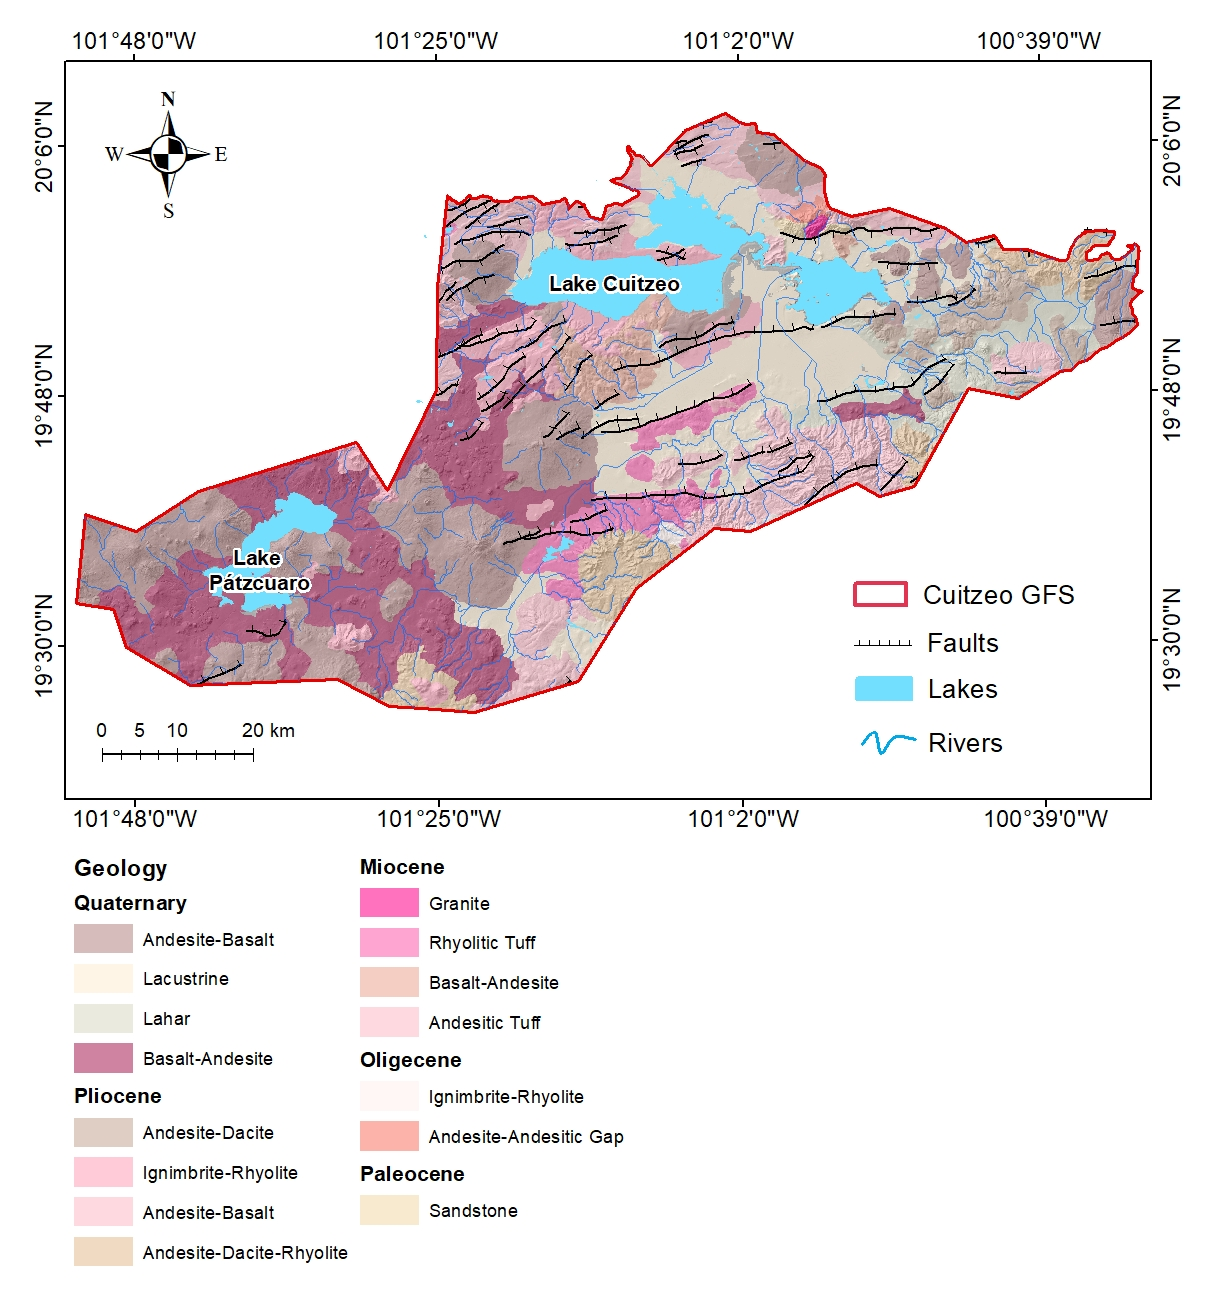 101°48'0"W 101°25'0"W 101°2'0"W 100°39'0"W
20°6'0"N
20°6'0"N
N
W E
S
Lake Cuitzeo
19°48'0"N
19°48'0"N
Lake
Pátzcuaro
Cuitzeo GFS
Faults
Lakes
Rivers
19°30'0"N
19°30'0"N
0 5 10 20 km
101°48'0"W 101°25'0"W 101°2'0"W 100°39'0"W
Geology
Quaternary
Andesite-Basalt
Lacustrine
Lahar
Basalt-Andesite
Pliocene
Andesite-Dacite
Ignimbrite-Rhyolite
Andesite-Basalt
Andesite-Dacite-Rhyolite
Miocene
Granite
Rhyolitic Tuff
Basalt-Andesite
Andesitic Tuff
Oligecene
Ignimbrite-Rhyolite
Andesite-Andesitic Gap
Paleocene
Sandstone